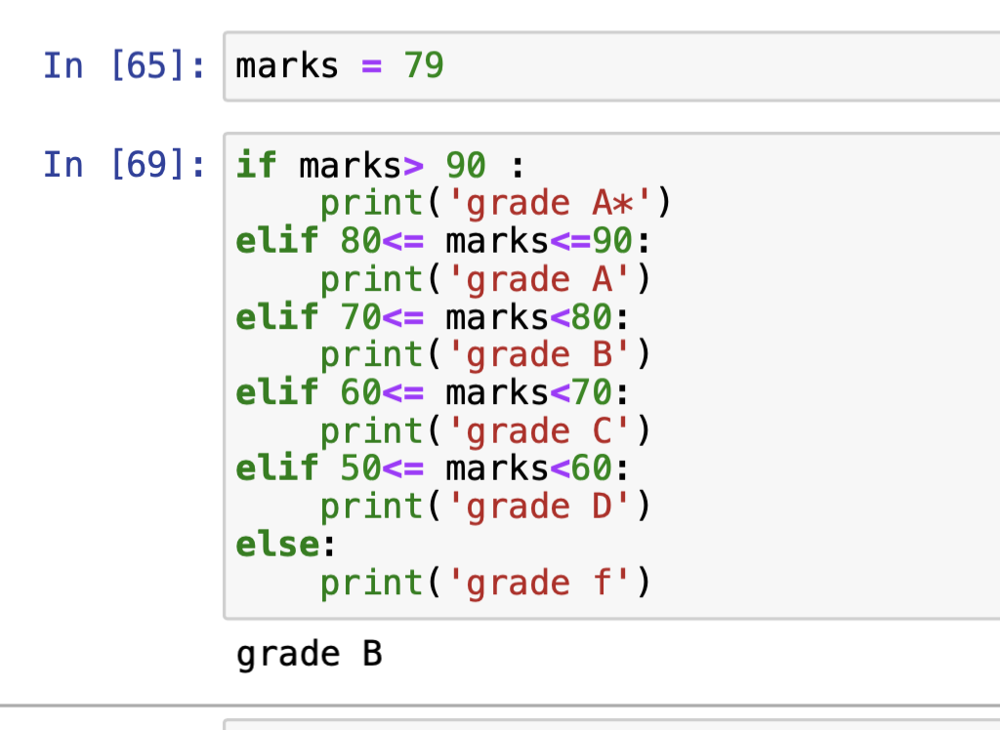 In [65]: marks = 79
In [69]: if marks> 90 :
    print('grade A*')
elif 80<= marks<=90:
    print('grade A')
elif 70<= marks<80:
    print('grade B')
elif 60<= marks<70:
    print('grade C')
elif 50<= marks<60:
    print('grade D')
else:
    print('grade f')
grade B